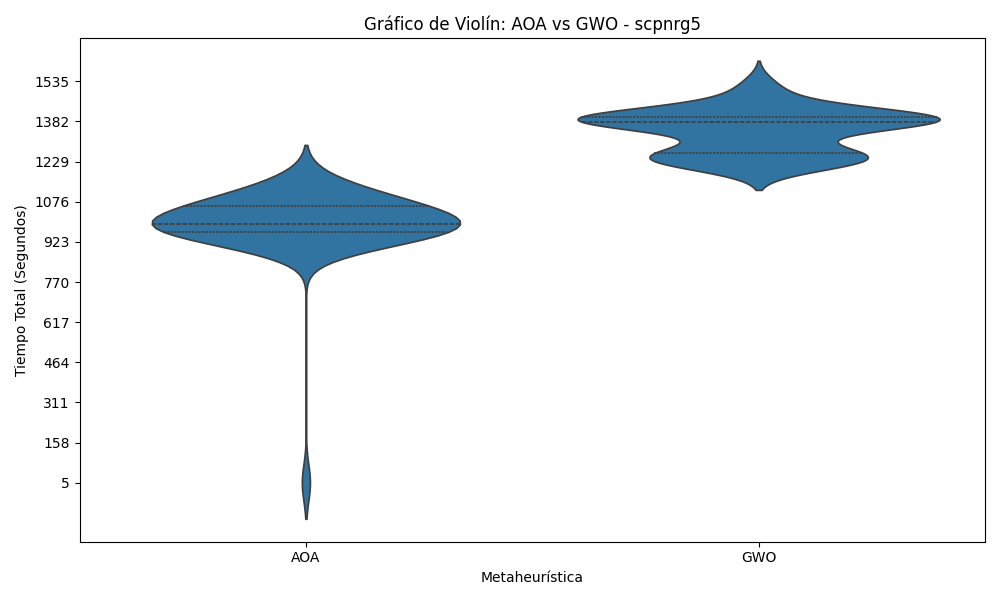 Gráfico de Violín: AOA vs GWO - scpnrg5
Tiempo Total (Segundos)
1535
1382
1229
1076
923
770
617
464
311
158
5
AOA
GWO
Metaheurística